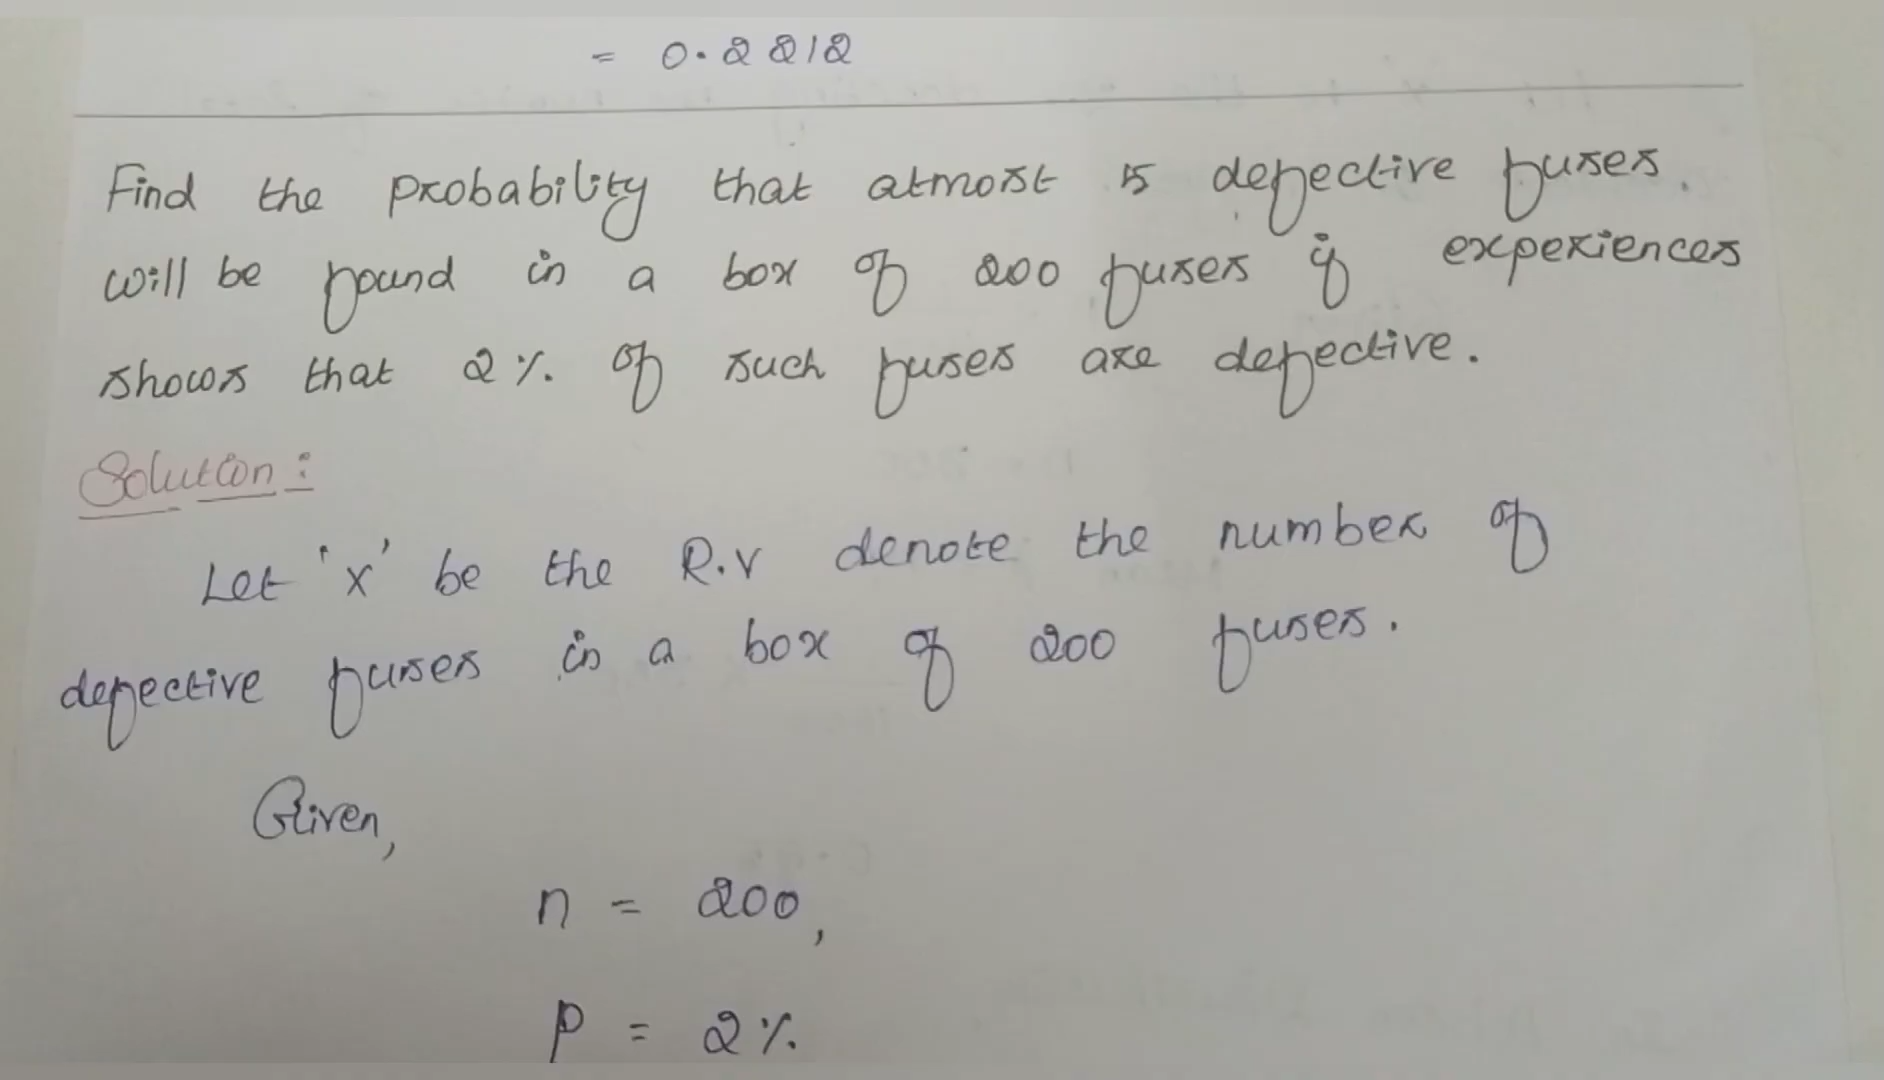 = 0.2212
Find the probability that atmost 5 defective fuses.
will be found in a box of 200 fuses if experiences
shows that 2%. of such fuses are defective.
Solution:
Let 'x' be the R.V denote the number of
defective fuses in a box of 200 fuses.
Given,
n = 200,
P = 2%.